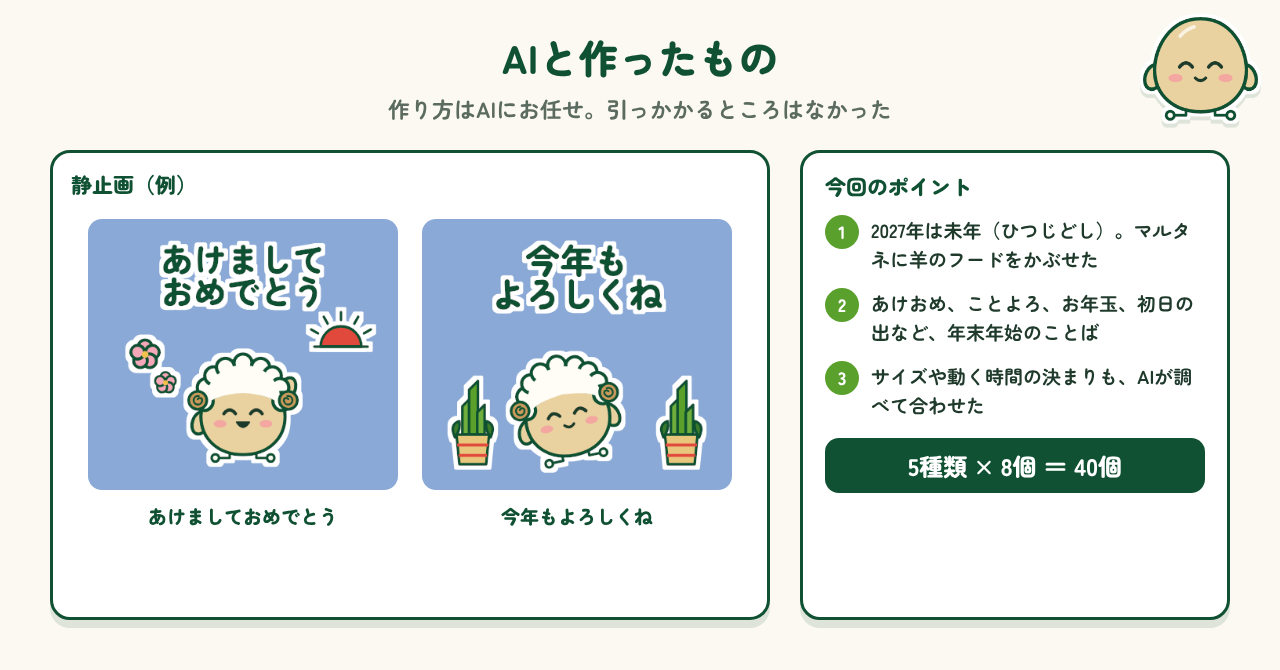 AIと作ったもの
作り方はAIにお任せ。引っかかるところはなかった
静止画（例）
あけまして
おめでとう
あけましておめでとう
今年も
よろしくね
今年もよろしくね
今回のポイント
1 2027年は未年（ひつじどし）。マルタ
ネに羊のフードをかぶせた
2 あけおめ、ことよろ、お年玉、初日の
出など、年末年始のことば
3 サイズや動く時間の決まりも、AIが調
べて合わせた
5種類 × 8個 ＝ 40個